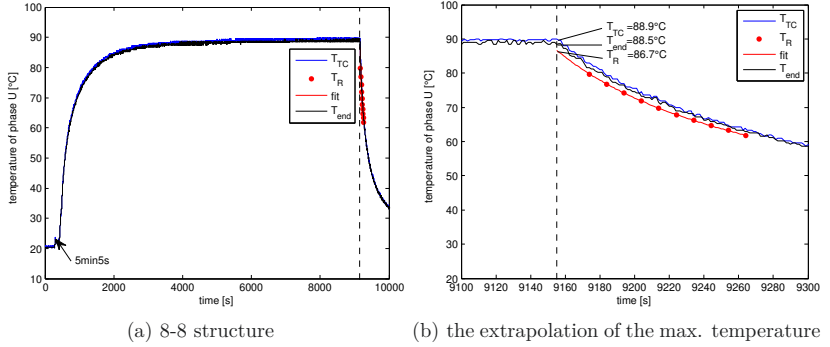 100
90
80
70
60
50
40
30
20
10
0
2000
4000
6000
8000
10000
temperature of phase U [°C]
time [s]
T_TC
T_R
fit
T_end
5min5s
(a) 8-8 structure
100
90
80
70
60
50
40
30
20
9100
9120
9140
9160
9180
9200
9220
9240
9260
9280
9300
temperature of phase U [°C]
time [s]
T_TC=88.9°C
T_end=88.5°C
T_R=86.7°C
T_TC
T_R
fit
T_end
(b) the extrapolation of the max. temperature